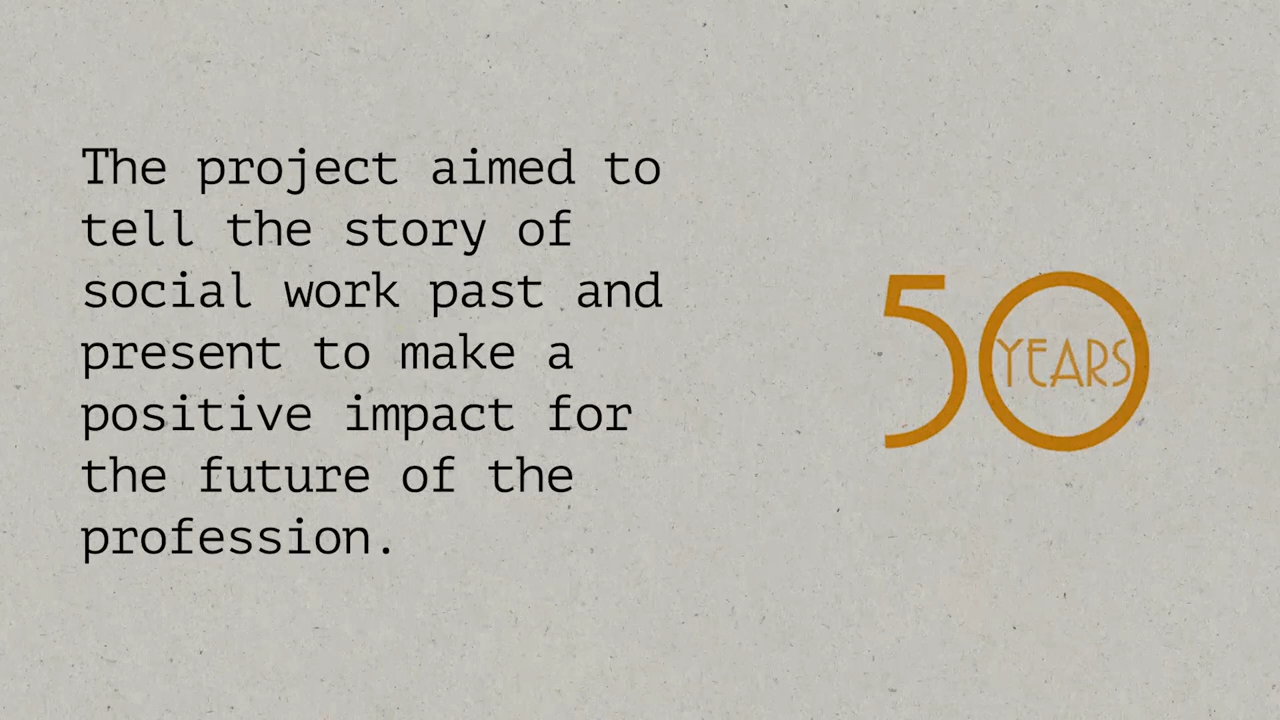 The project aimed to
tell the story of
social work past and
present to make a
positive impact for
the future of the
profession.
50
YEARS